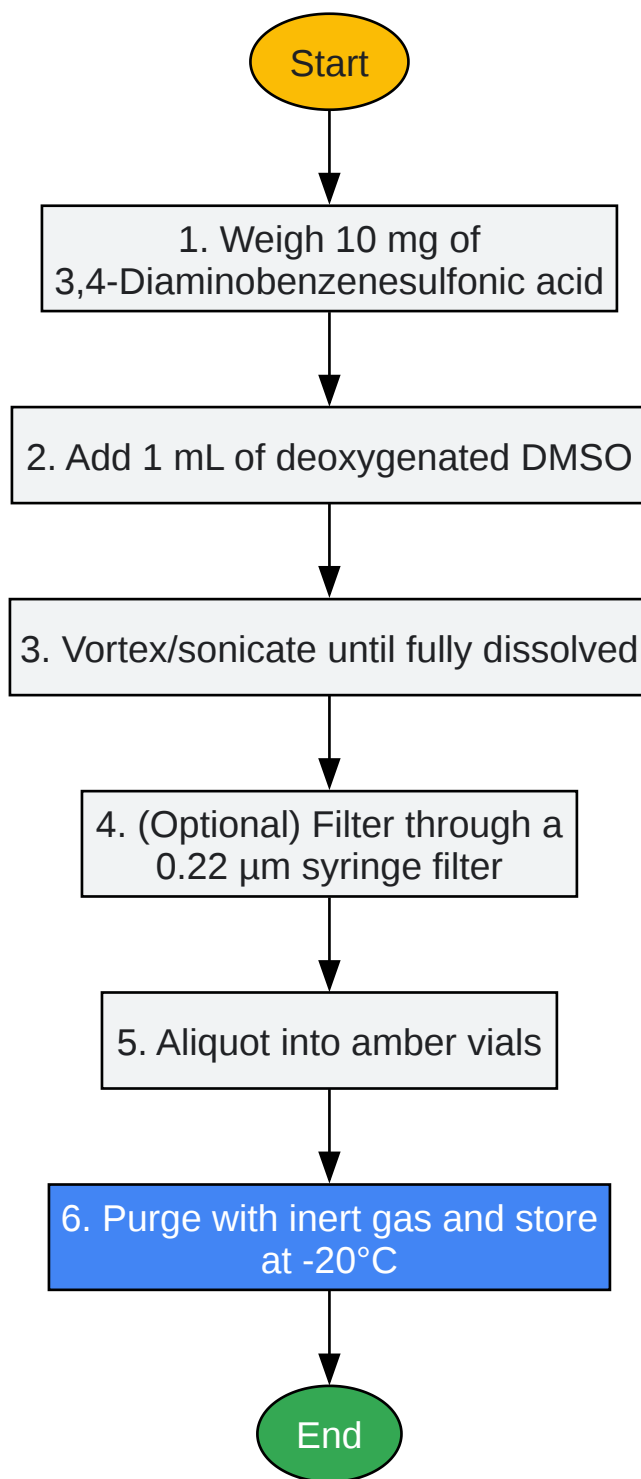 Start
1. Weigh 10 mg of
3,4-Diaminobenzenesulfonic acid
2. Add 1 mL of deoxygenated DMSO
3. Vortex/sonicate until fully dissolved
4. (Optional) Filter through a
0.22 µm syringe filter
5. Aliquot into amber vials
6. Purge with inert gas and store
at -20°C
End